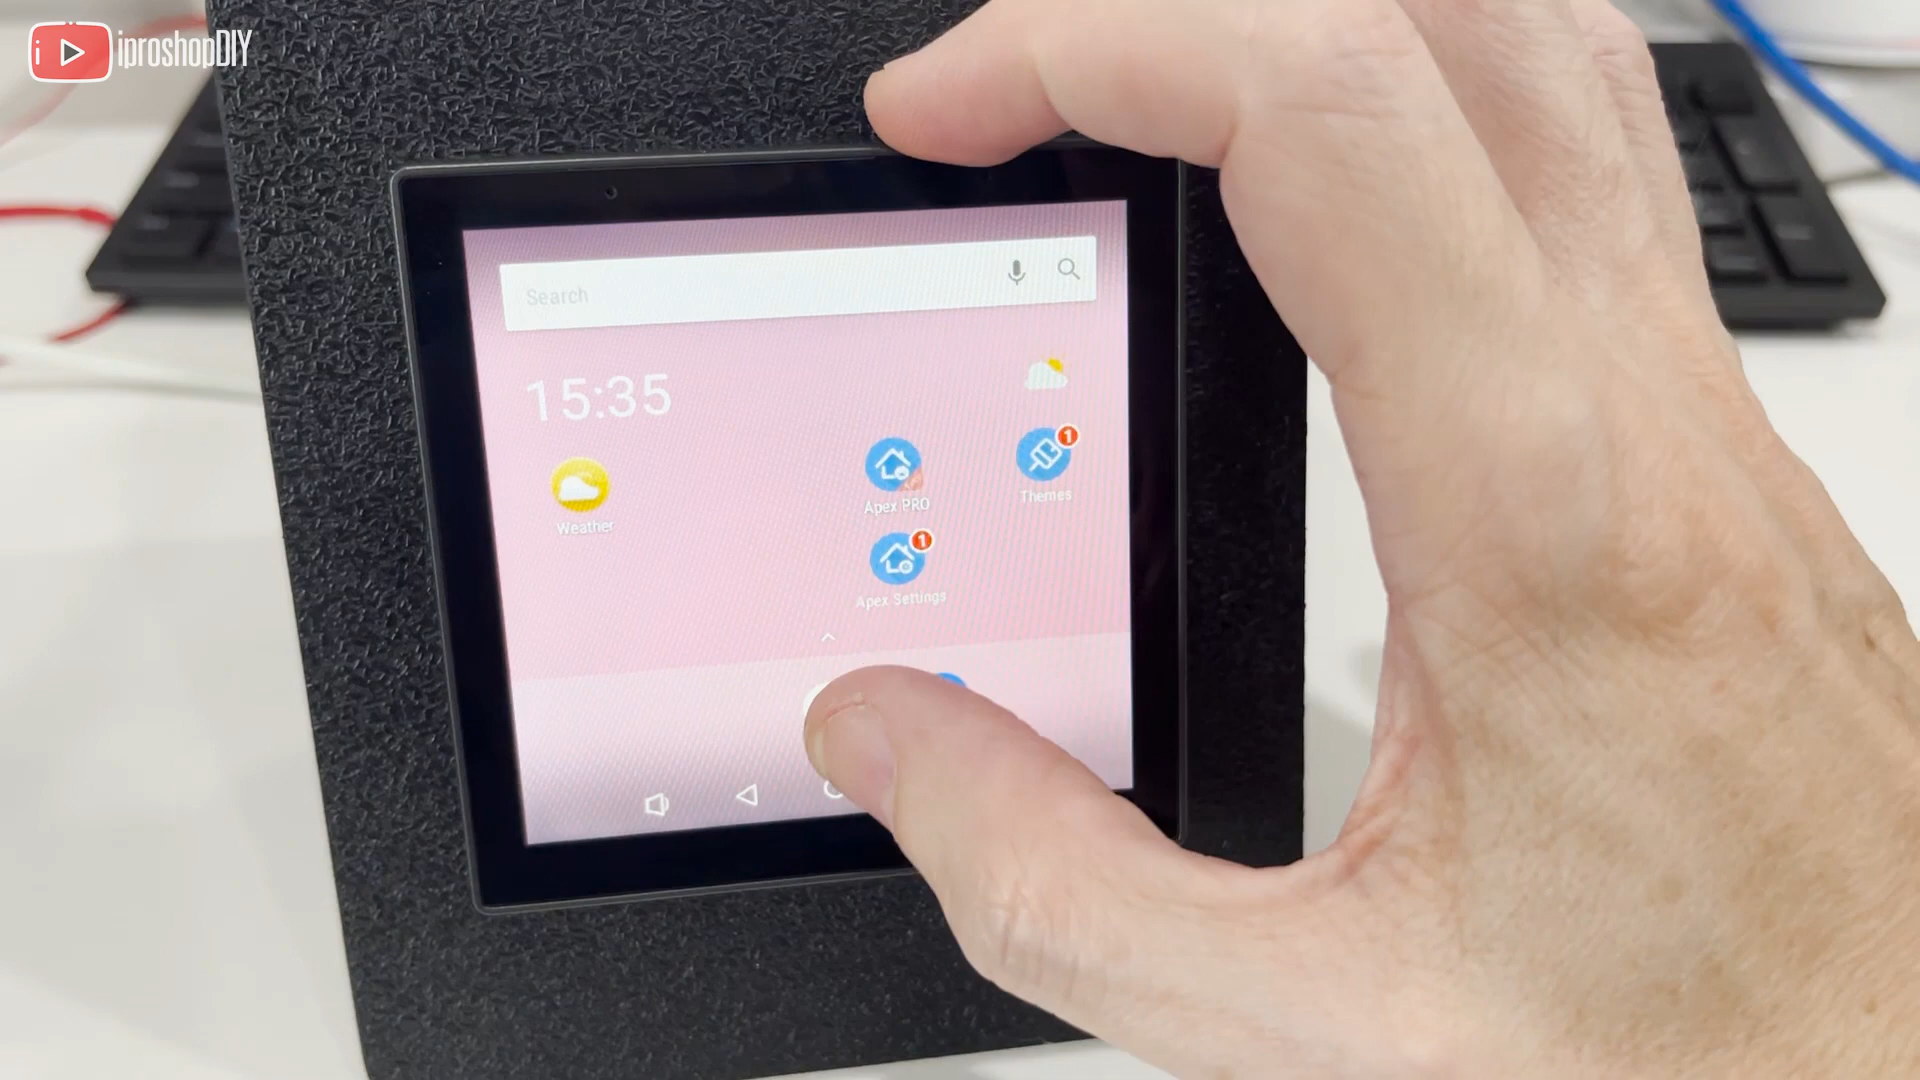 iproshopDIY
Search
15:35
1
Weather
Apex PRO
Themes
1
Apex Settings